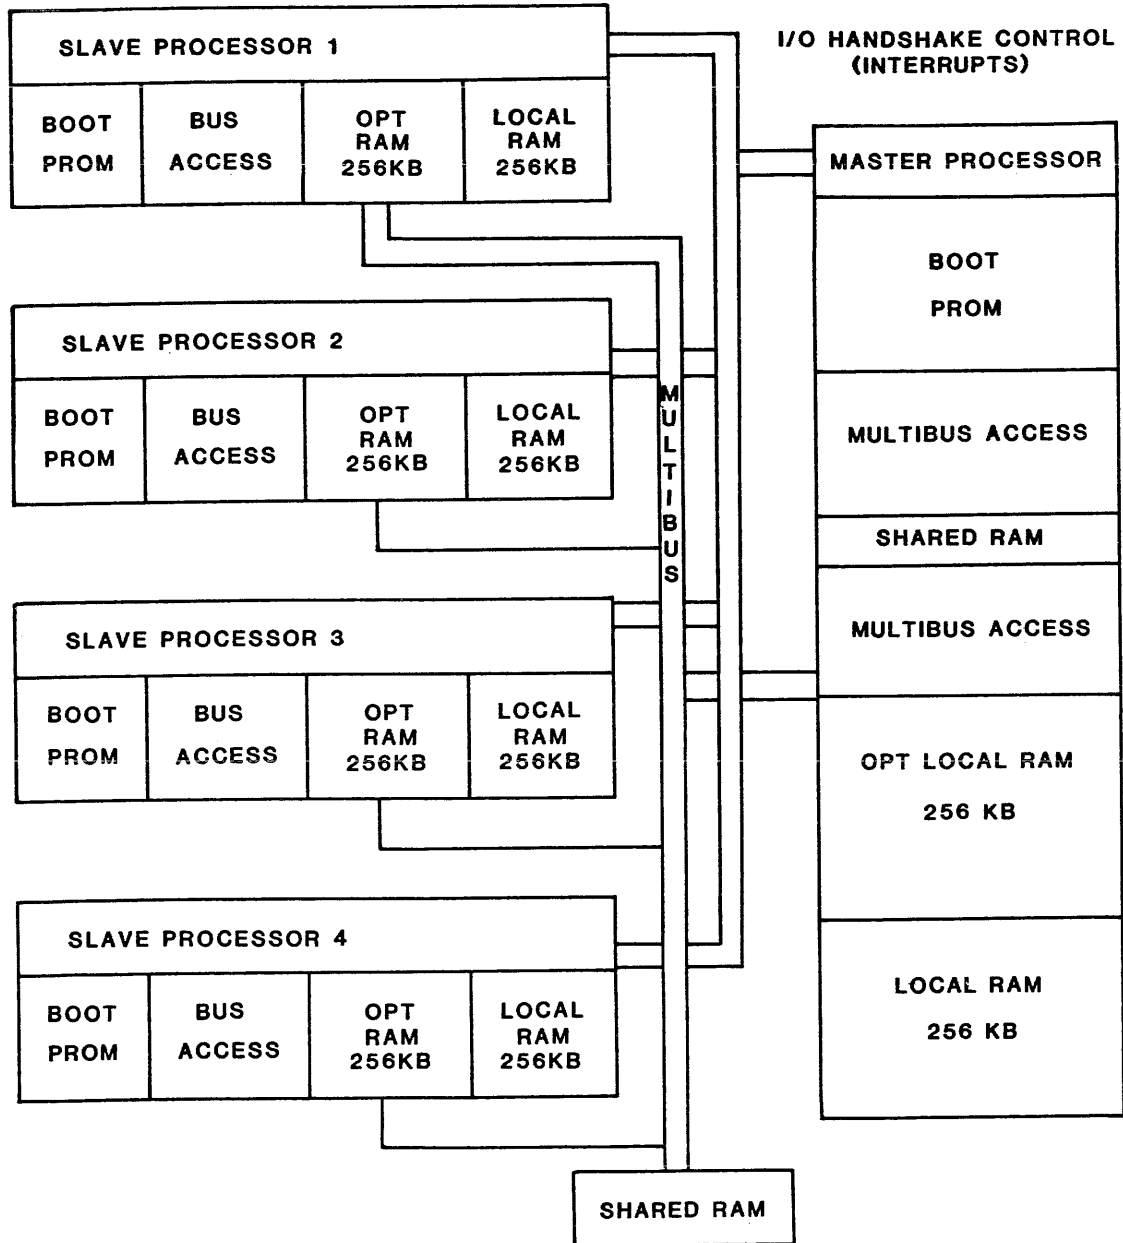 SLAVE PROCESSOR 1
BOOT
PROM
BUS
ACCESS
OPT
RAM
256KB
LOCAL
RAM
256KB
SLAVE PROCESSOR 2
BOOT
PROM
BUS
ACCESS
OPT
RAM
256KB
LOCAL
RAM
256KB
SLAVE PROCESSOR 3
BOOT
PROM
BUS
ACCESS
OPT
RAM
256KB
LOCAL
RAM
256KB
SLAVE PROCESSOR 4
BOOT
PROM
BUS
ACCESS
OPT
RAM
256KB
LOCAL
RAM
256KB
MULTIBUS
SHARED RAM
I/O HANDSHAKE CONTROL
(INTERRUPTS)
MASTER PROCESSOR
BOOT
PROM
MULTIBUS ACCESS
SHARED RAM
MULTIBUS ACCESS
OPT LOCAL RAM
256 KB
LOCAL RAM
256 KB